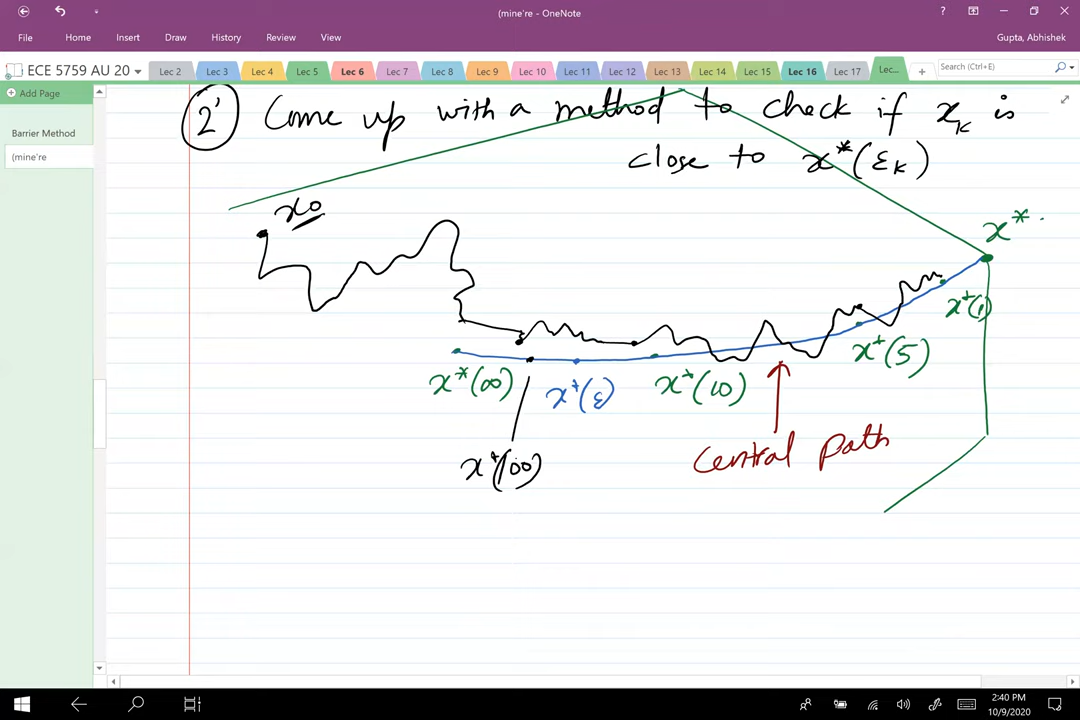 (mine're - OneNote
?
Gupta, Abhishek
File Home Insert Draw History Review View
ECE 5759 AU 20 Lec 2 Lec 3 Lec 4 Lec 5 Lec 6 Lec 7 Lec 8 Lec 9 Lec 10 Lec 11 Lec 12 Lec 13 Lec 14 Lec 15 Lec 16 Lec 17 Lec... + Search (Ctrl+E)
Add Page
Barrier Method
(mine're
2' Come up with a method to check if x_k is
close to x*(ε_k)
x0
x*
x*(1)
x*(5)
x*(∞) x*(ε) x*(10)
central path
x*(100)
2:40 PM
10/9/2020